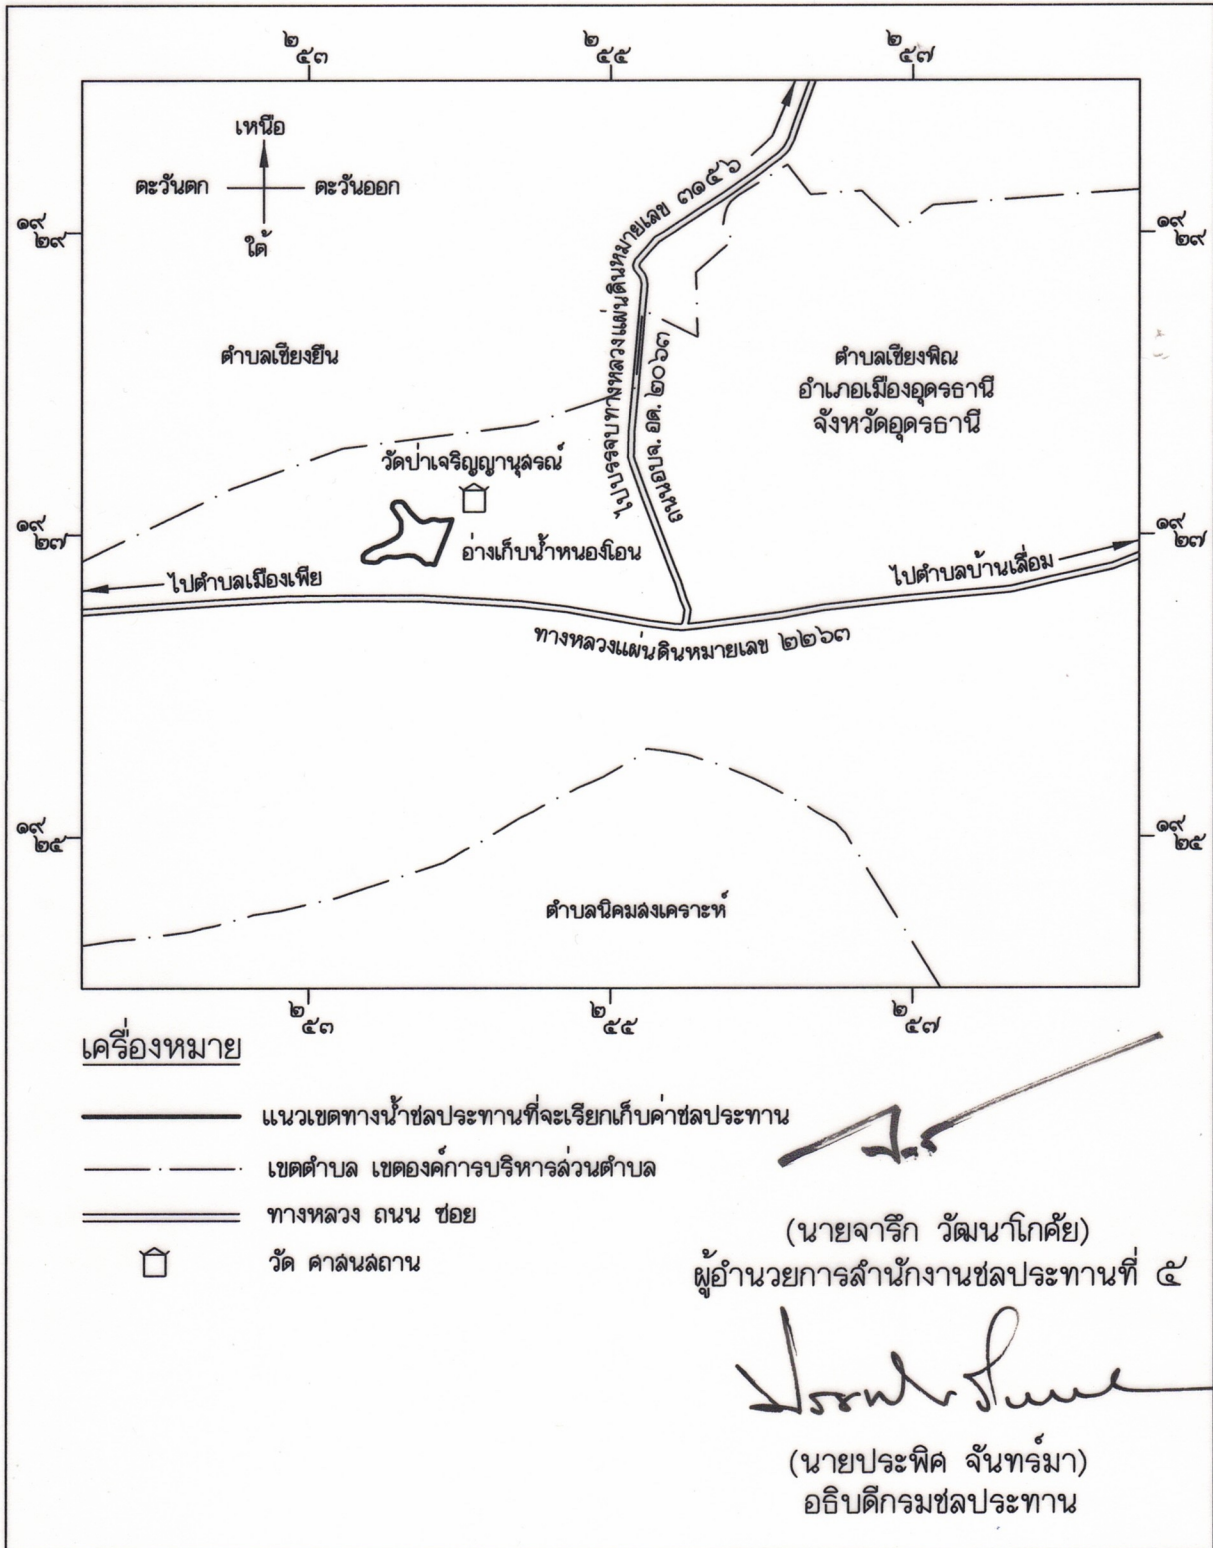 ๒๕๓ ๒๕๕ ๒๕๗
เหนือ
ตะวันตก ตะวันออก
ใต้
๑๙๒๙ ๑๙๒๙
ไปบรรจบทางหลวงแผ่นดินหมายเลข ๓๑๕๖
ถนนอบจ. อด. ๒๐๖๓
ตำบลเชียงยืน
ตำบลเชียงพิณ
อำเภอเมืองอุดรธานี
จังหวัดอุดรธานี
วัดป่าเจริญญานุสรณ์
อ่างเก็บน้ำหนองโอน
๑๙๒๗ ๑๙๒๗
ไปตำบลเมืองเพีย
ไปตำบลบ้านเลื่อม
ทางหลวงแผ่นดินหมายเลข ๒๒๖๓
๑๙๒๕ ๑๙๒๕
ตำบลนิคมสงเคราะห์
๒๕๓ ๒๕๕ ๒๕๗
เครื่องหมาย
แนวเขตทางน้ำชลประทานที่จะเรียกเก็บค่าชลประทาน
เขตตำบล เขตองค์การบริหารส่วนตำบล
ทางหลวง ถนน ซอย
วัด ศาสนสถาน
(นายจารึก วัฒนาโกศัย)
ผู้อำนวยการสำนักงานชลประทานที่ ๕
(นายประพิศ จันทร์มา)
อธิบดีกรมชลประทาน